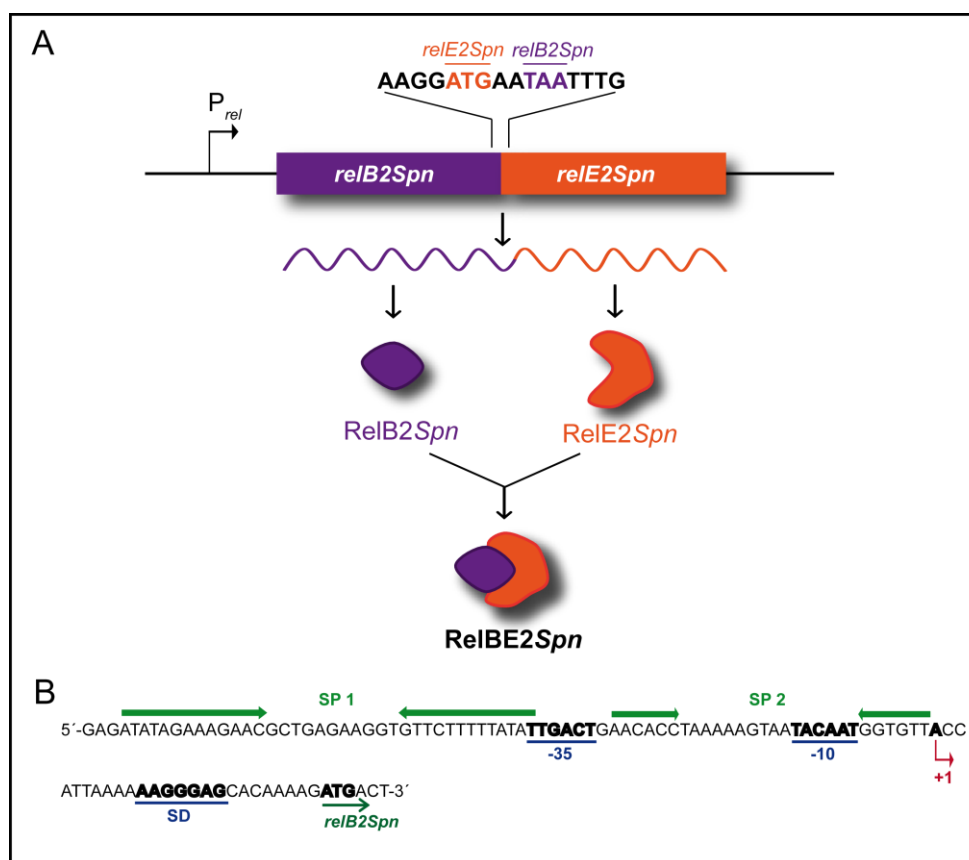 A
relE2Spn relB2Spn
AAGGATGAATAATTTG
Prel
relB2Spn relE2Spn
RelB2Spn RelE2Spn
RelBE2Spn
B
SP 1 SP 2
5´-GAGATATAGAAAGAACGCTGAGAAGGTGTTCTTTTTATATTGACTGAACACCTAAAAAGTAATACAATGGTGTTAACC
-35 -10 +1
ATTAAAAAAGGGAGCACAAAAGATGACT-3´
SD relB2Spn